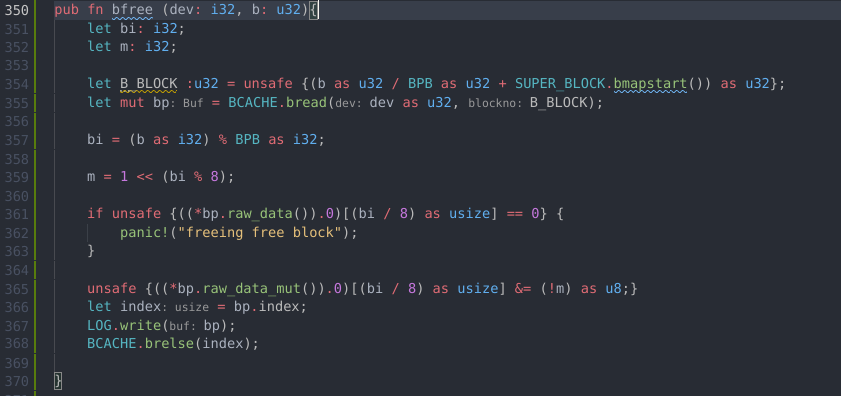 350 pub fn bfree (dev: i32, b: u32){
351 let bi: i32;
352 let m: i32;
353
354 let B_BLOCK :u32 = unsafe {(b as u32 / BPB as u32 + SUPER_BLOCK.bmapstart()) as u32};
355 let mut bp: Buf = BCACHE.bread(dev: dev as u32, blockno: B_BLOCK);
356
357 bi = (b as i32) % BPB as i32;
358
359 m = 1 << (bi % 8);
360
361 if unsafe {((*bp.raw_data()).0)[(bi / 8) as usize] == 0} {
362 panic!("freeing free block");
363 }
364
365 unsafe {((*bp.raw_data_mut()).0)[(bi / 8) as usize] &= (!m) as u8;}
366 let index: usize = bp.index;
367 LOG.write(buf: bp);
368 BCACHE.brelse(index);
369
370 }